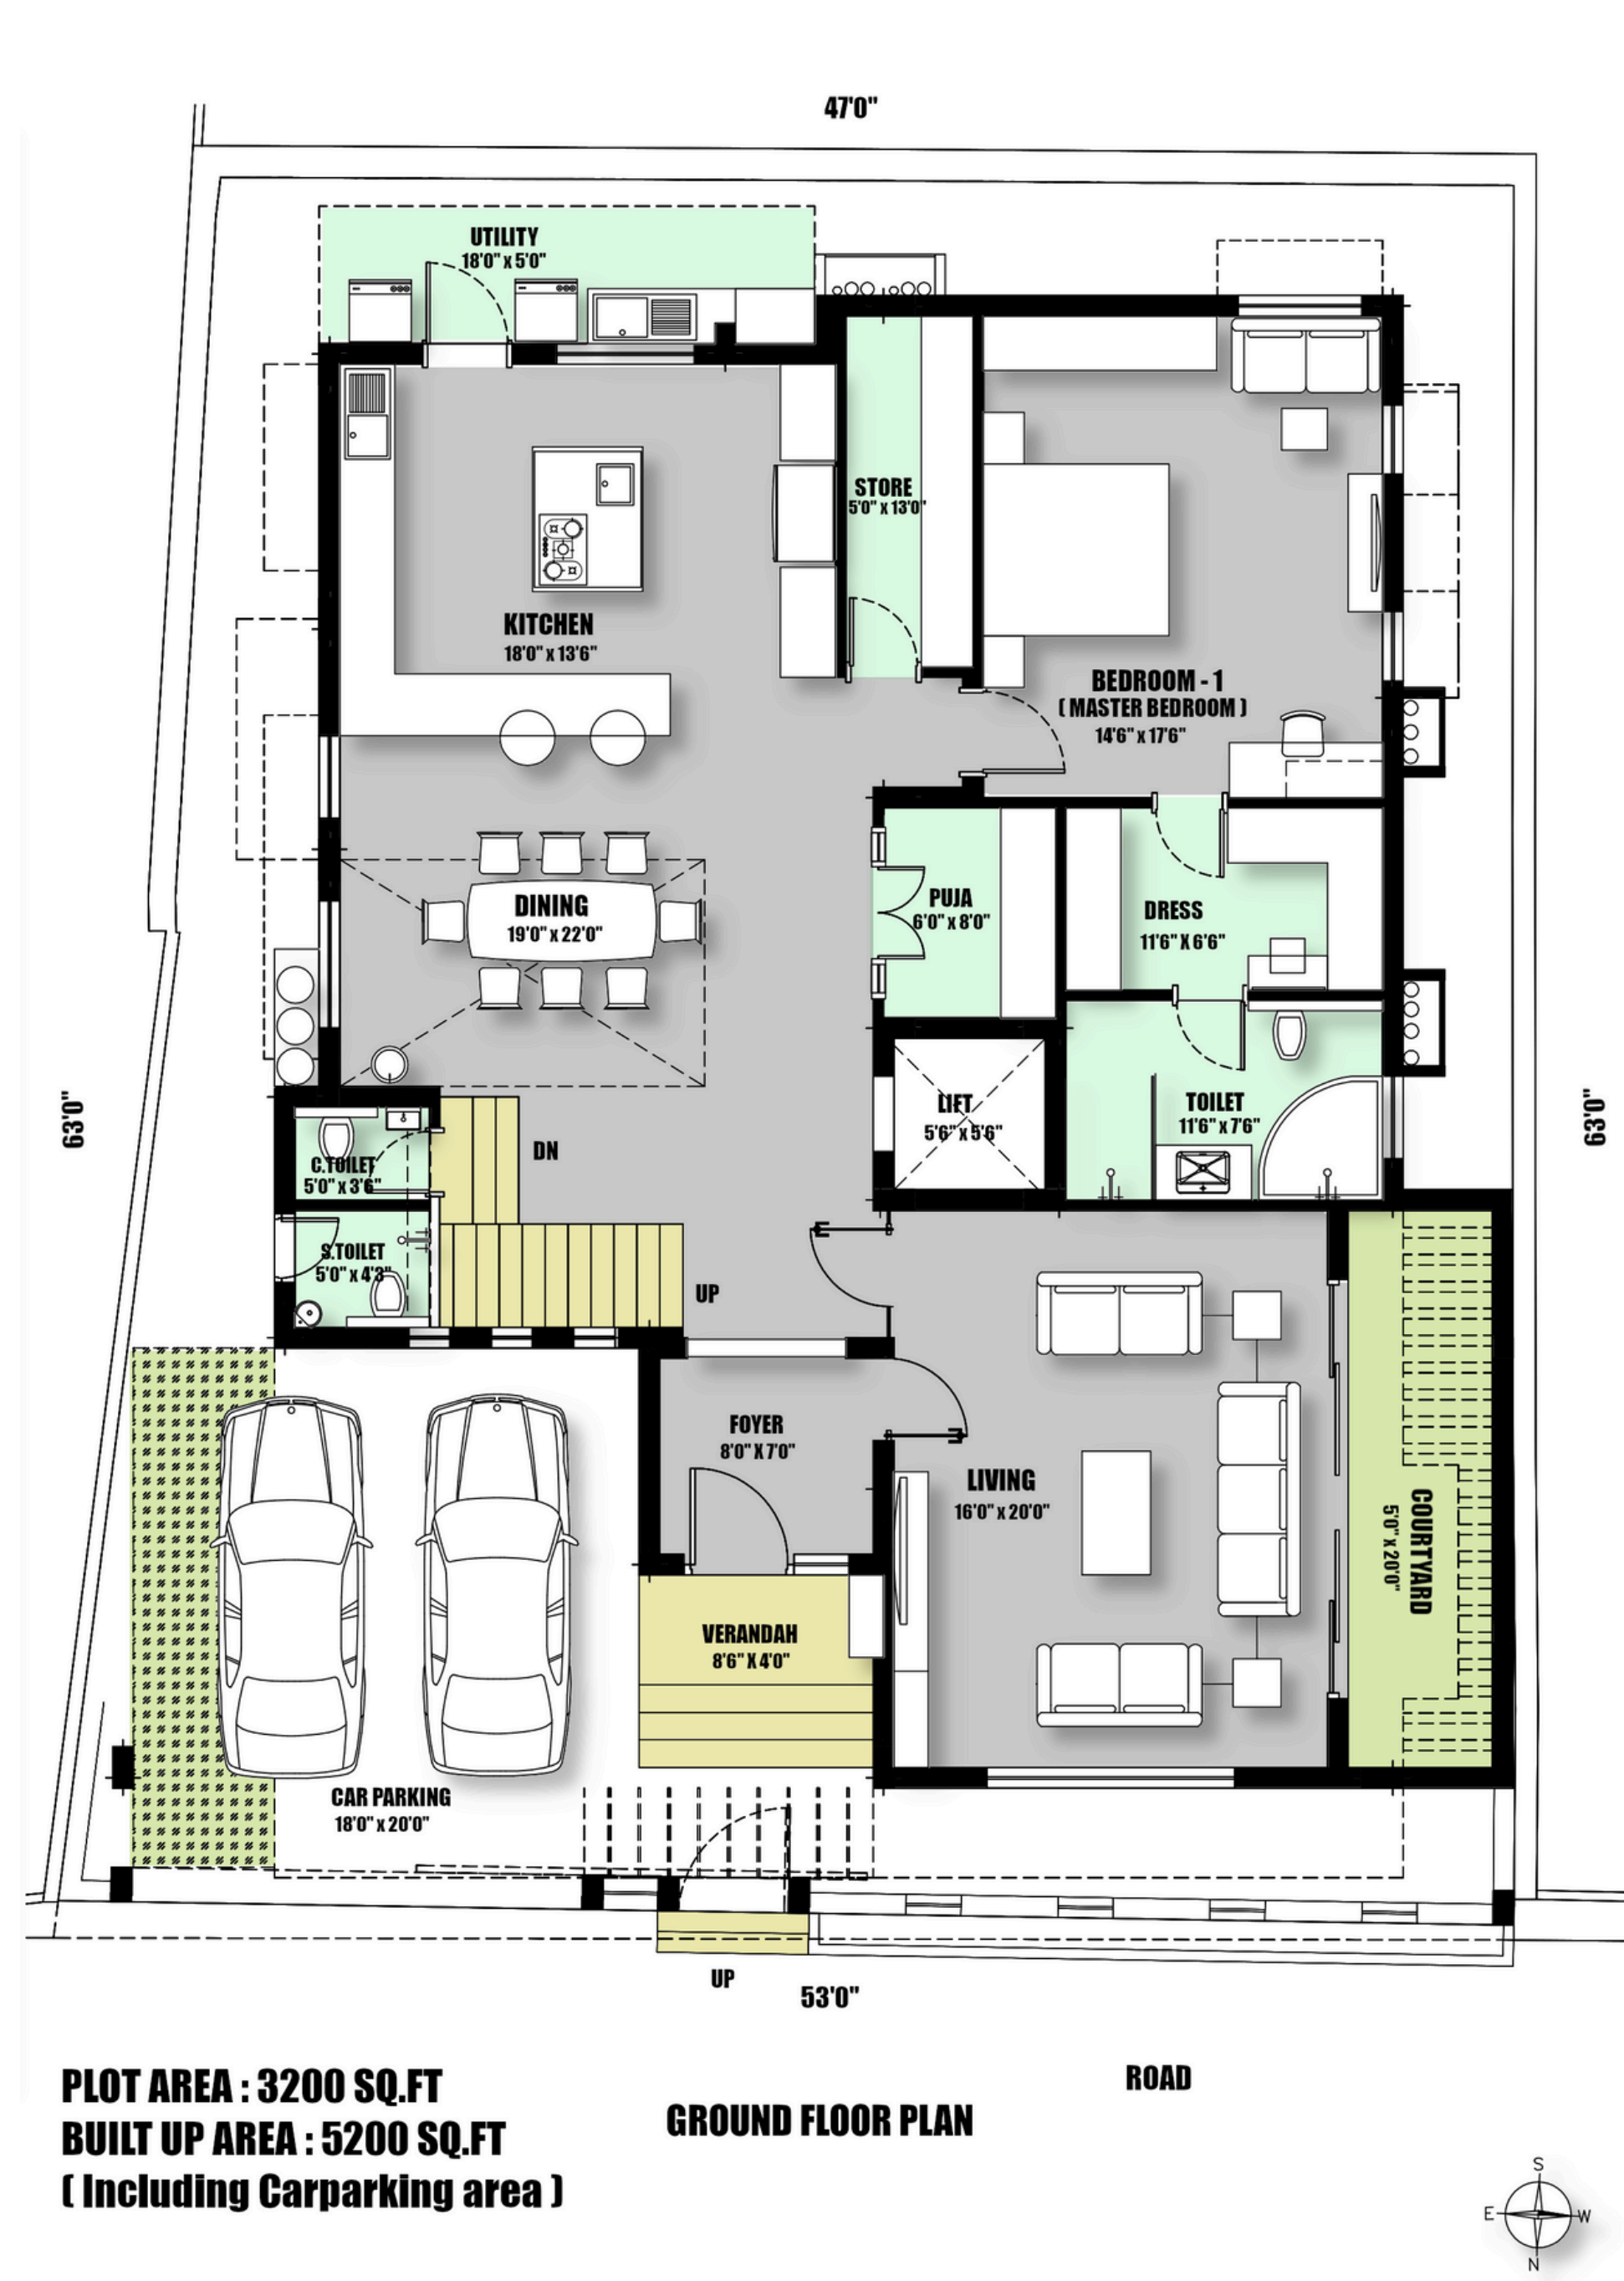 47'0"
UTILITY
18'0" x 5'0"
STORE
5'0" x 13'0"
KITCHEN
18'0" x 13'6"
BEDROOM - 1
( MASTER BEDROOM )
14'6" x 17'6"
DINING
19'0" x 22'0"
PUJA
6'0" x 8'0"
DRESS
11'6" X 6'6"
63'0"
LIFT
5'6" x 5'6"
TOILET
11'6" x 7'6"
63'0"
DN
C.TOILET
5'0" x 3'6"
S.TOILET
5'0" x 4'3"
UP
FOYER
8'0" X 7'0"
LIVING
16'0" x 20'0"
COURTYARD
5'0" x 20'0"
VERANDAH
8'6" X 4'0"
CAR PARKING
18'0" x 20'0"
UP
53'0"
ROAD
PLOT AREA : 3200 SQ.FT
BUILT UP AREA : 5200 SQ.FT
( Including Carparking area )
GROUND FLOOR PLAN
S
E
W
N